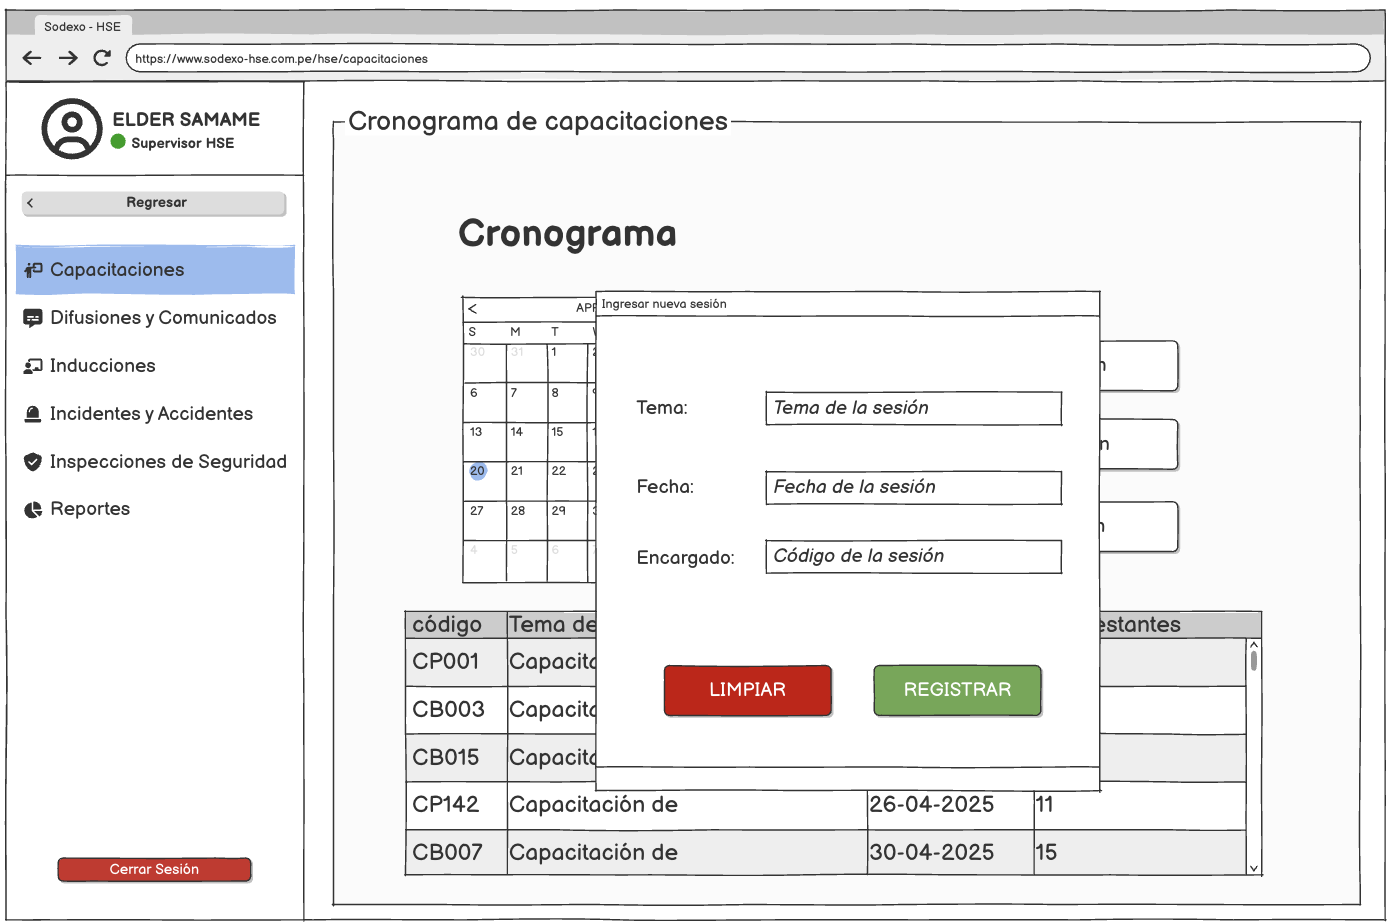 Sodexo - HSE
https://www.sodexo-hse.com.pe/hse/capacitaciones
ELDER SAMAME
Supervisor HSE
Regresar
Capacitaciones
Difusiones y Comunicados
Inducciones
Incidentes y Accidentes
Inspecciones de Seguridad
Reportes
Cerrar Sesión
Cronograma de capacitaciones
Cronograma
< APR
S M T
30 31 1 2
6 7 8
13 14 15
20 21 22
27 28 29
4 5 6
Ingresar nueva sesión
Tema: Tema de la sesión
Fecha: Fecha de la sesión
Encargado: Código de la sesión
LIMPIAR REGISTRAR
código Tema de estantes
CP001 Capacita
CB003 Capacita
CB015 Capacita
CP142 Capacitación de 26-04-2025 11
CB007 Capacitación de 30-04-2025 15